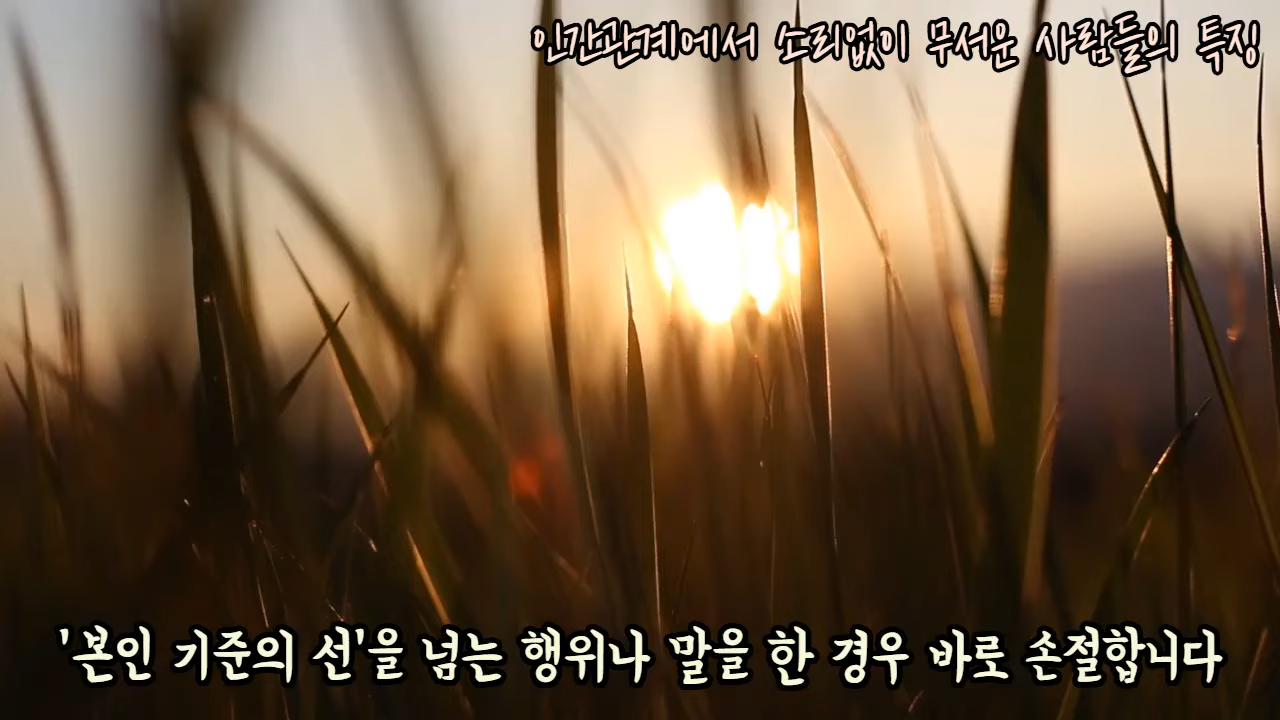 인간관계에서 소리없이 무서운 사람들의 특징
'본인 기준의 선'을 넘는 행위나 말을 한 경우 바로 손절합니다